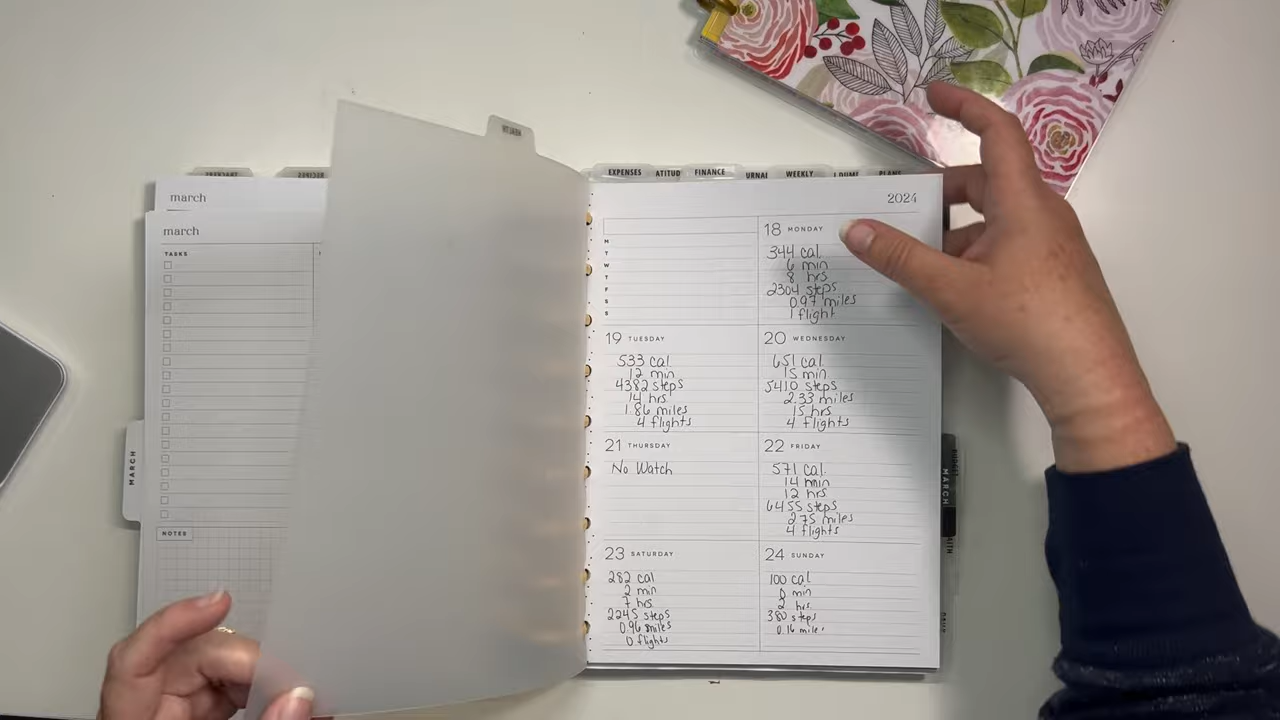 march
march
TASKS
NOTES
MARCH
HEALTH
EXPENSES
FINANCE
WEEKLY
PLANS
2024
M
T
W
T
F
S
S
18 MONDAY
344 cal.
6 min
8 hrs
2304 steps
0.97 miles
1 flight
19 TUESDAY
533 cal
12 min
4382 steps
14 hrs
1.86 miles
4 flights
20 WEDNESDAY
651 cal.
15 min
5410 steps
2.33 miles
15 hrs
4 flights
21 THURSDAY
No Watch
22 FRIDAY
571 cal.
14 min
12 hrs
6455 steps
2.75 miles
4 flights
23 SATURDAY
282 cal
2 min
7 hrs
2245 steps
0.96 miles
0 flights
24 SUNDAY
100 cal.
0 min
2 hrs
380 steps
0.16 mile
BUDGET
MARCH